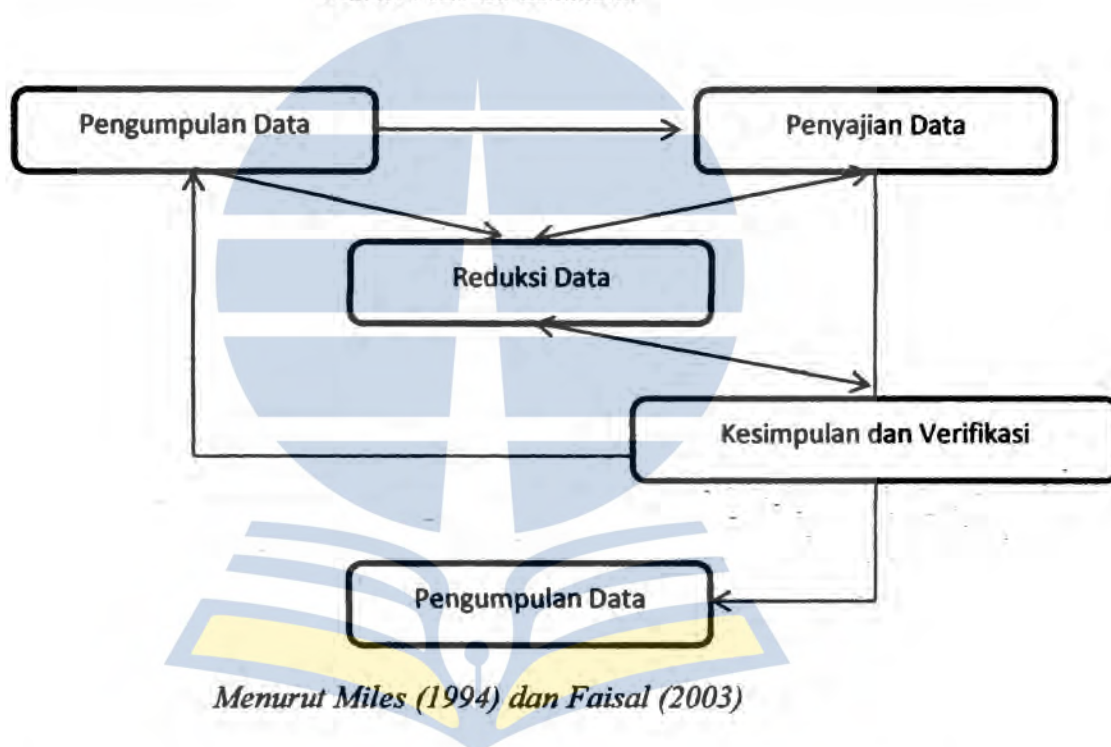 Pengumpulan Data
Penyajian Data
Reduksi Data
Kesimpulan dan Verifikasi
Pengumpulan Data
Menurut Miles (1994) dan Faisal (2003)